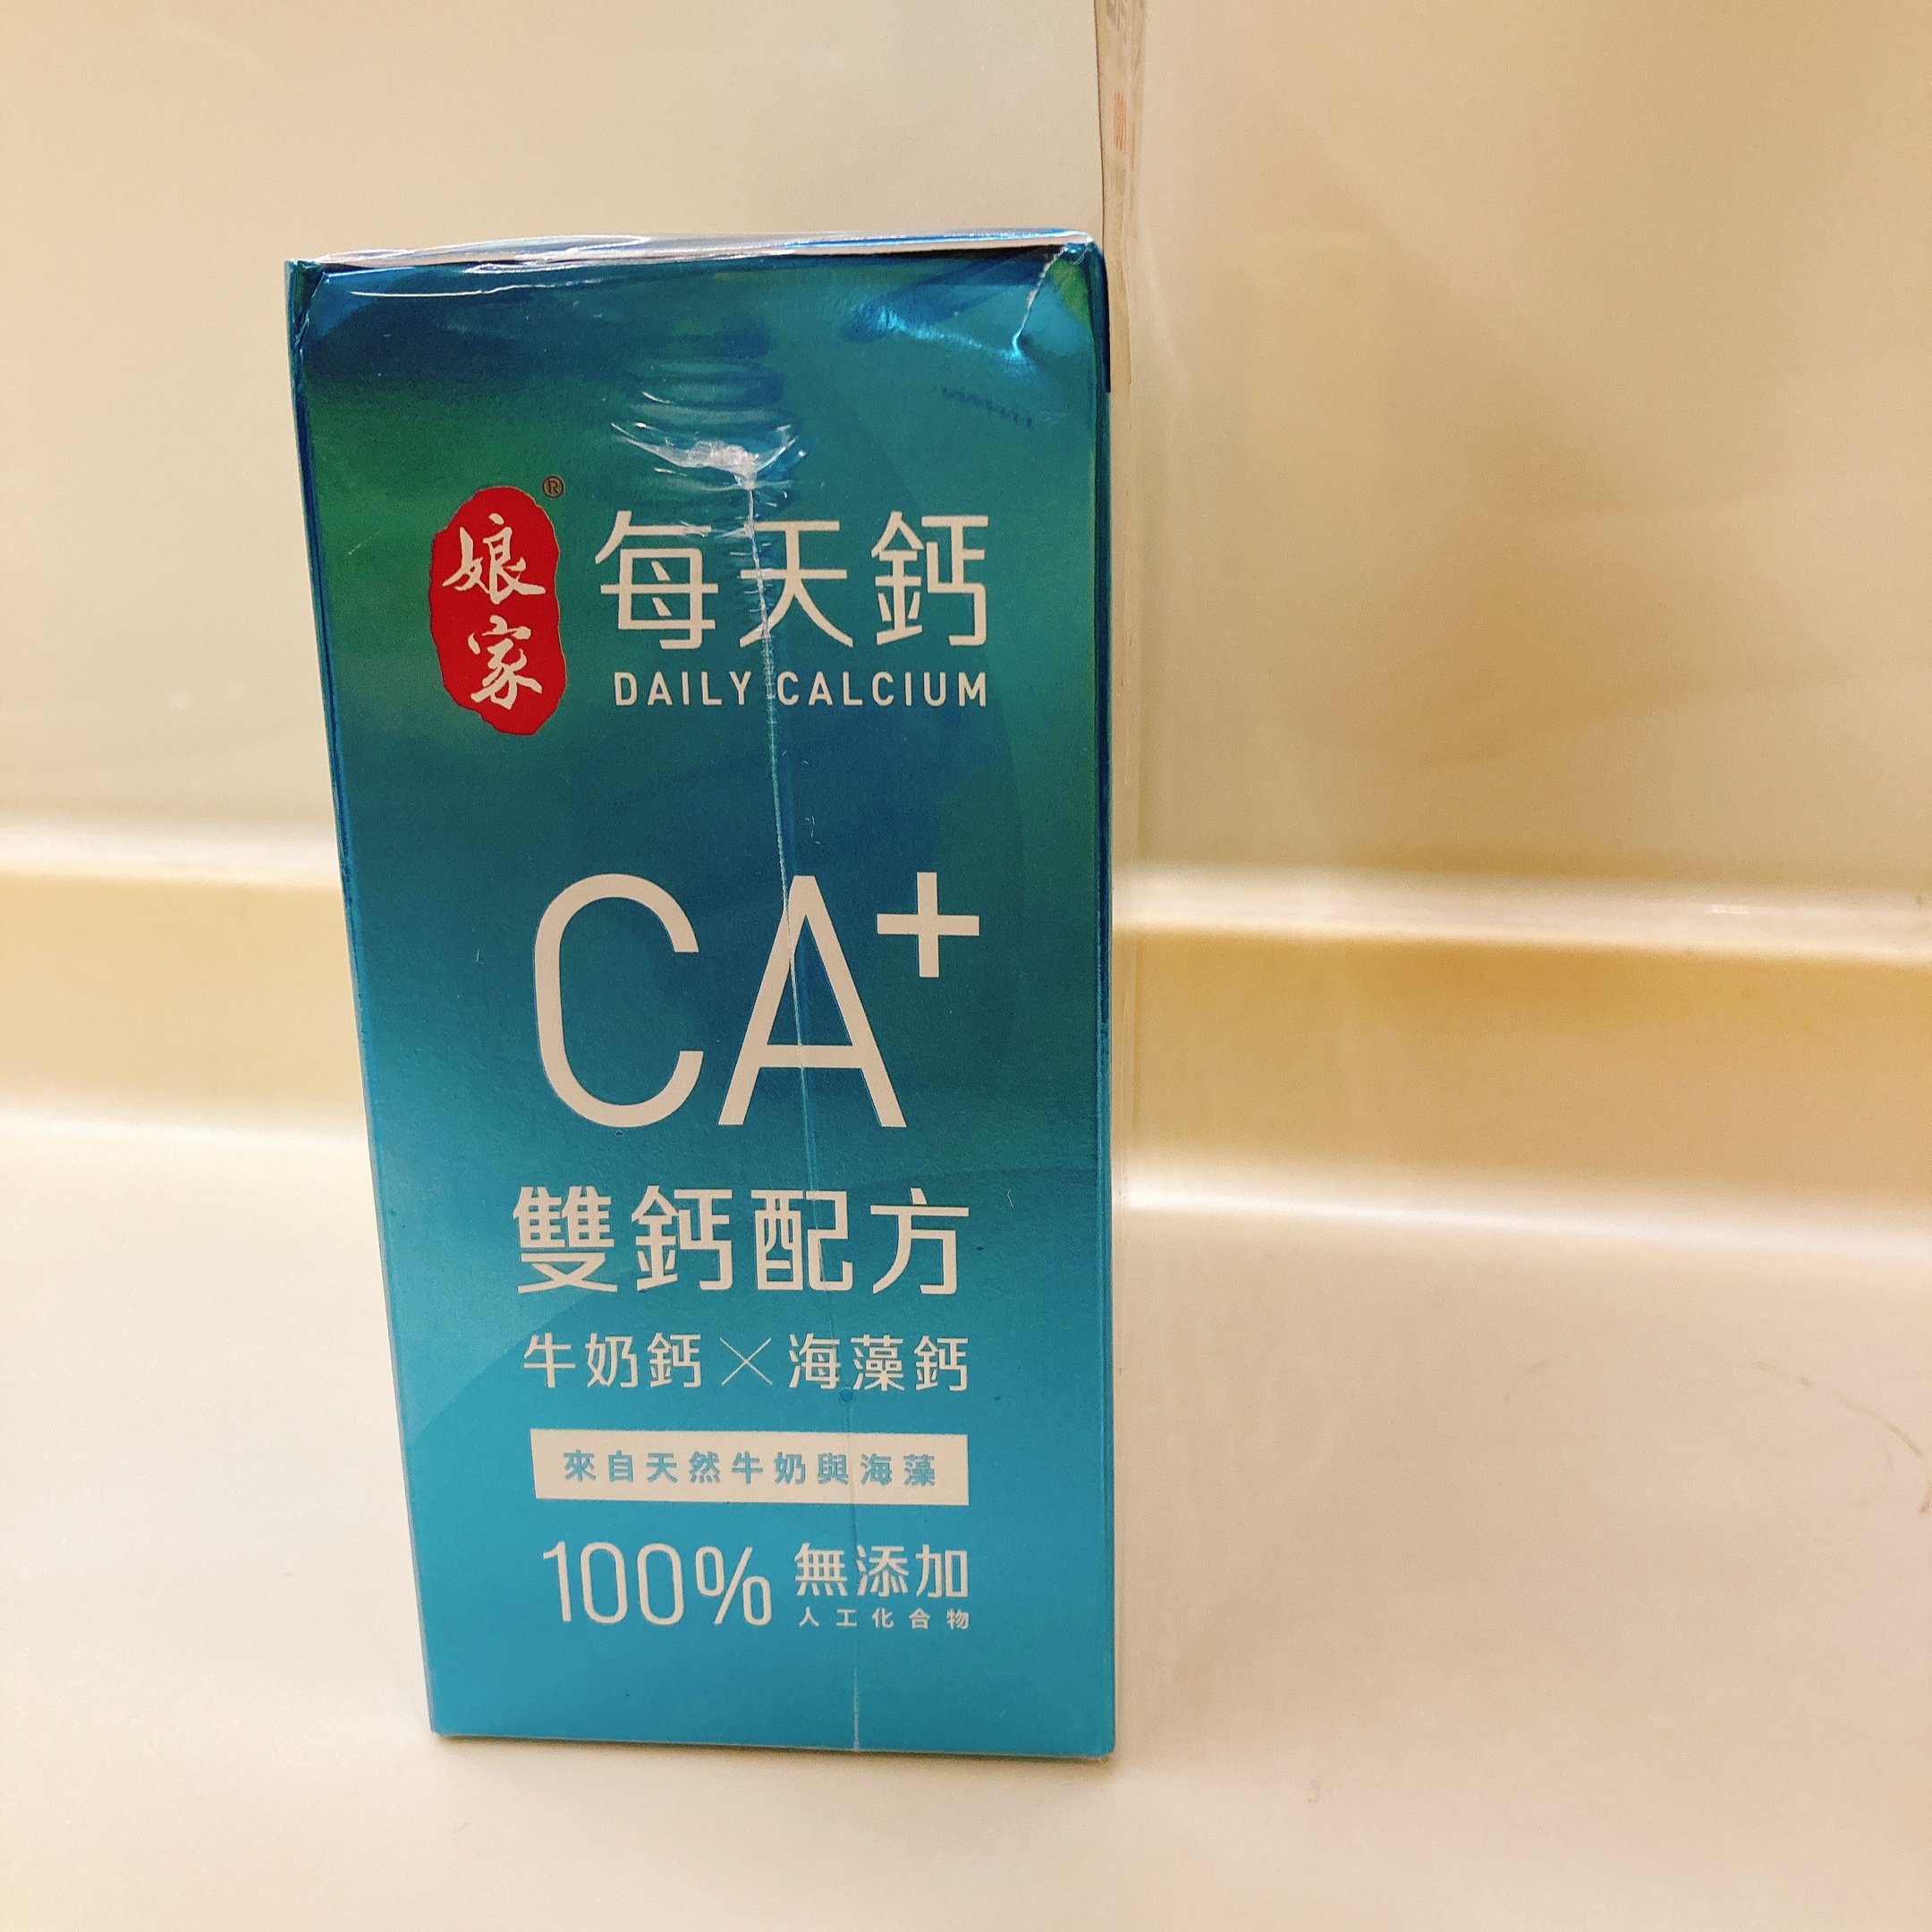 娘家®
每天鈣
DAILY CALCIUM
CA+
雙鈣配方
牛奶鈣×海藻鈣
來自天然牛奶與海藻
100% 無添加
人工化合物